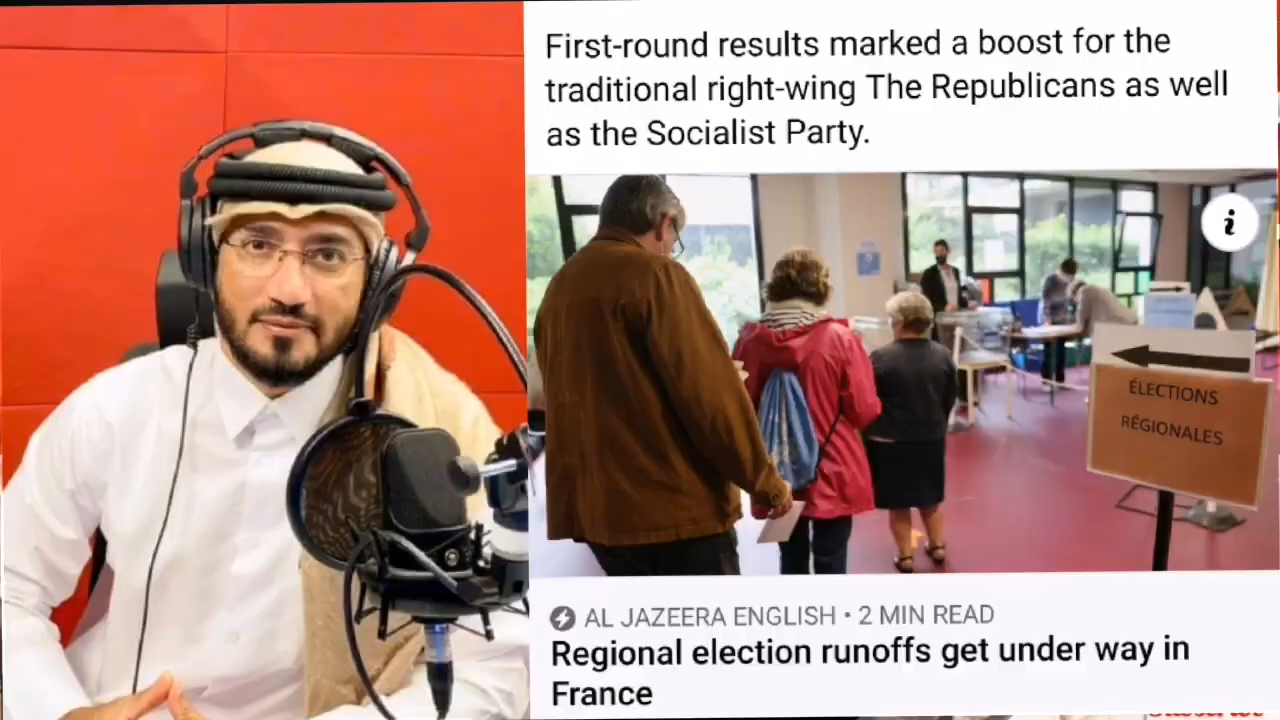 First-round results marked a boost for the
traditional right-wing The Republicans as well
as the Socialist Party.
ÉLECTIONS
RÉGIONALES
AL JAZEERA ENGLISH • 2 MIN READ
Regional election runoffs get under way in
France